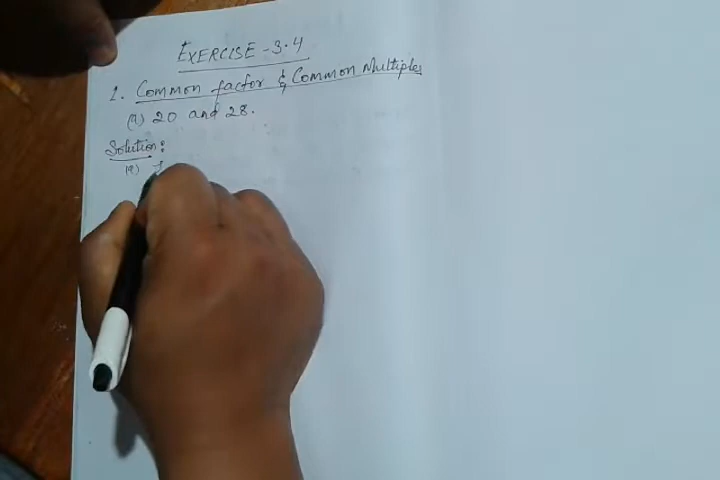 EXERCISE - 3.4
1. Common factor & Common Multiples
(a) 20 and 28.
Solution:
(a)